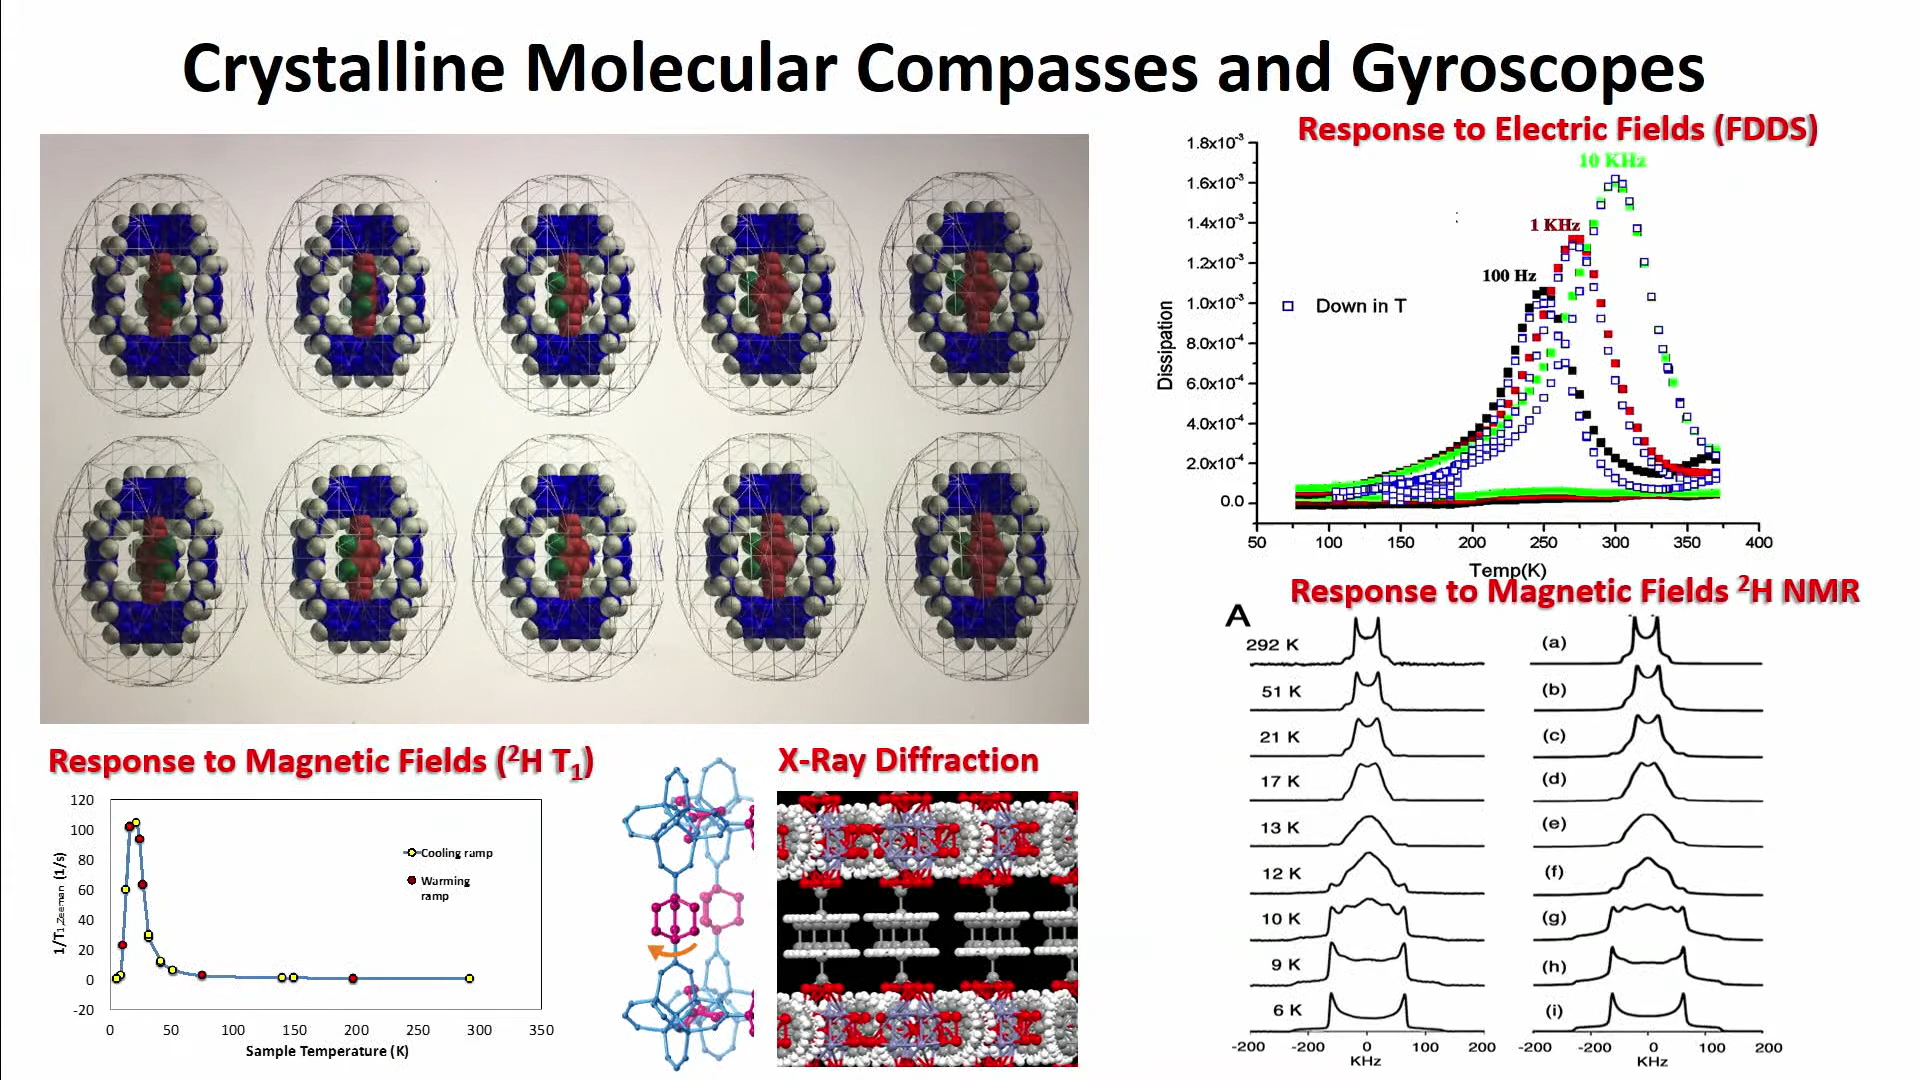 Crystalline Molecular Compasses and Gyroscopes
Response to Electric Fields (FDDS)
1.8x10⁻³
10 KHz
1.6x10⁻³
1.4x10⁻³
1 KHz
1.2x10⁻³
100 Hz
1.0x10⁻³
Down in T
Dissipation
8.0x10⁻⁴
6.0x10⁻⁴
4.0x10⁻⁴
2.0x10⁻⁴
0.0
50 100 150 200 250 300 350 400
Temp(K)
Response to Magnetic Fields ²H NMR
A
292 K (a)
51 K (b)
21 K (c)
17 K (d)
13 K (e)
12 K (f)
10 K (g)
9 K (h)
6 K (i)
-200 -100 0 100 200 -200 -100 0 100 200
KHz KHz
Response to Magnetic Fields (²H T₁)
120
100
80
60
40
20
0
-20
1/T₁,Zeeman (1/s)
Cooling ramp
Warming
ramp
0 50 100 150 200 250 300 350
Sample Temperature (K)
X-Ray Diffraction